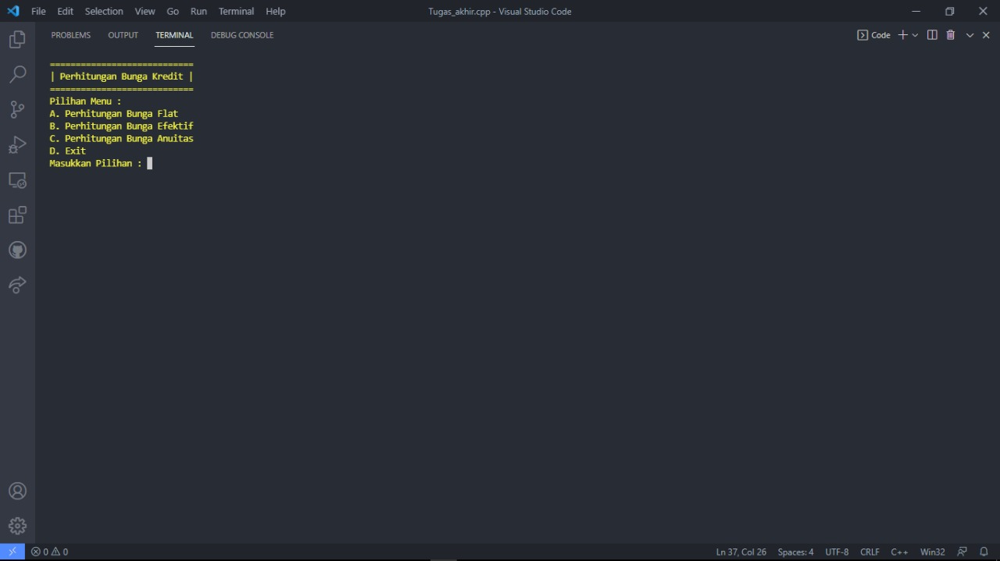 File Edit Selection View Go Run Terminal Help Tugas_akhir.cpp - Visual Studio Code
PROBLEMS OUTPUT TERMINAL DEBUG CONSOLE Code
============================
| Perhitungan Bunga Kredit |
============================
Pilihan Menu :
A. Perhitungan Bunga Flat
B. Perhitungan Bunga Efektif
C. Perhitungan Bunga Anuitas
D. Exit
Masukkan Pilihan :
0 0 Ln 37, Col 26 Spaces: 4 UTF-8 CRLF C++ Win32